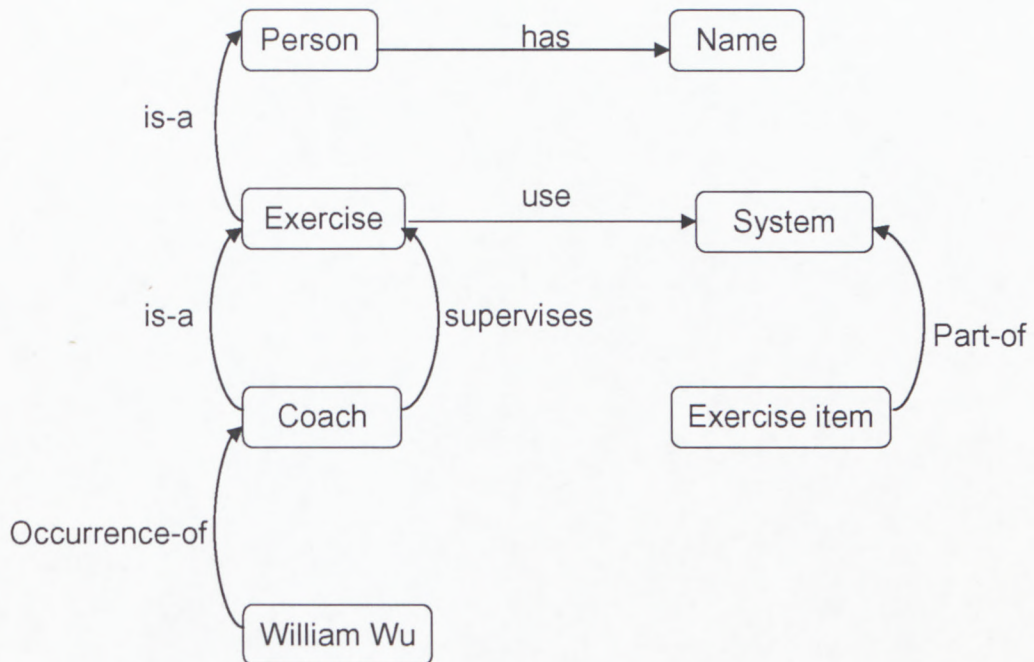 Person
has
Name
is-a
Exercise
use
System
is-a
supervises
Part-of
Coach
Exercise item
Occurrence-of
William Wu